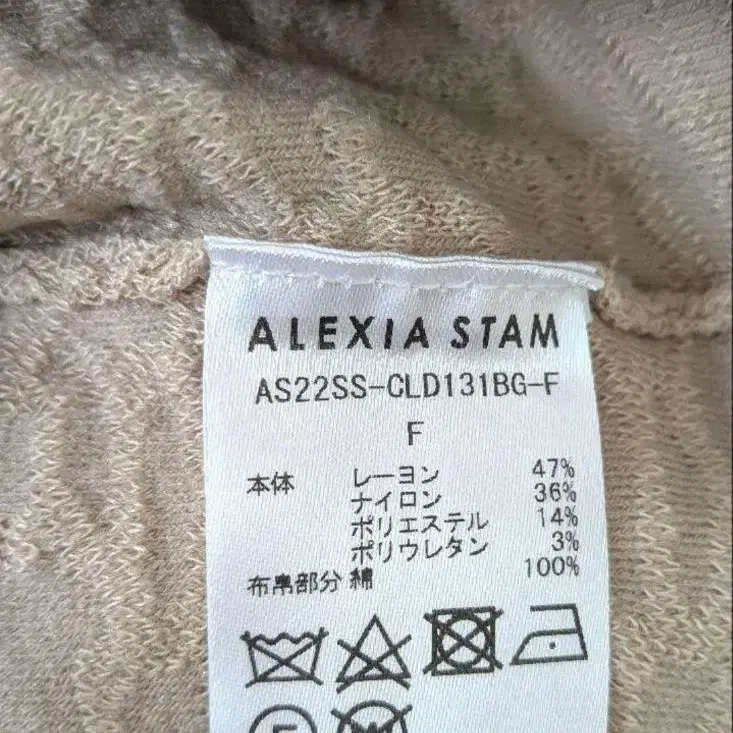 ALEXIA STAM
AS22SS-CLD131BG-F
F
本体 レーヨン 47%
ナイロン 36%
ポリエステル 14%
ポリウレタン 3%
布帛部分 綿 100%